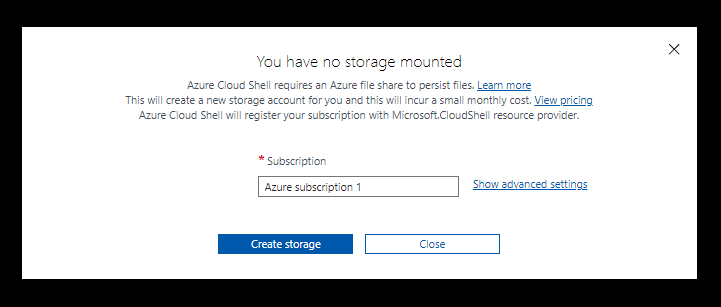 You have no storage mounted
Azure Cloud Shell requires an Azure file share to persist files. Learn more
This will create a new storage account for you and this will incur a small monthly cost. View pricing
Azure Cloud Shell will register your subscription with Microsoft.CloudShell resource provider.
* Subscription
Azure subscription 1
Show advanced settings
Create storage
Close